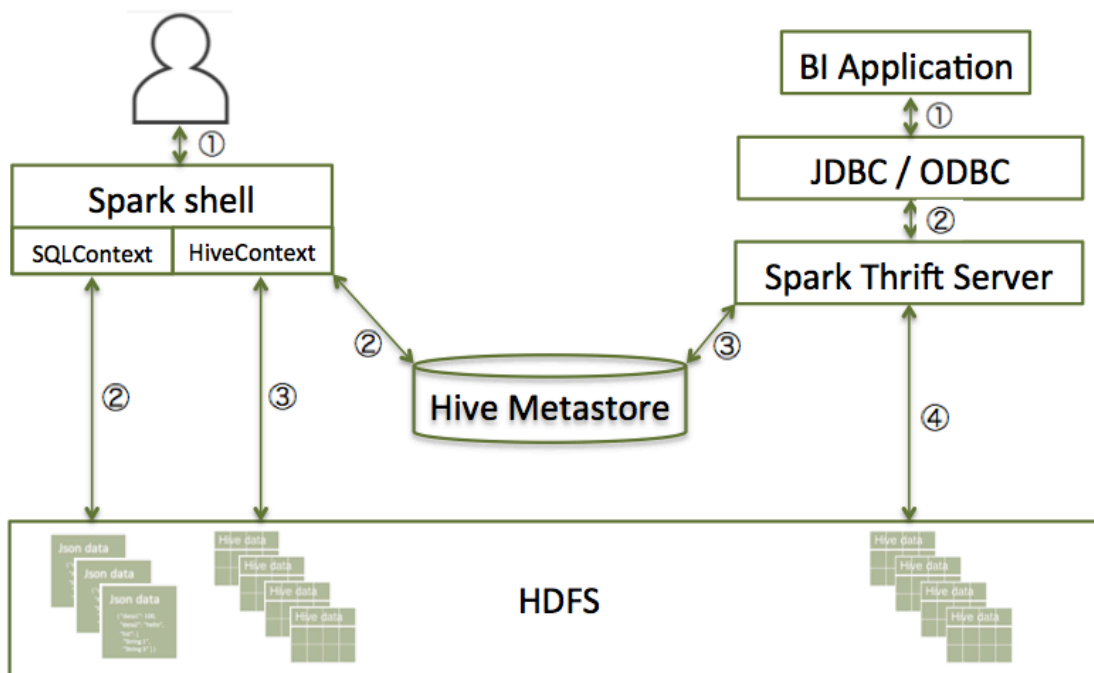 BI Application
①
①
JDBC / ODBC
Spark shell
②
SQLContext
HiveContext
Spark Thrift Server
②
③
②
③
④
Hive Metastore
Json data
Json data
Json data
Hive data
Hive data
Hive data
Hive data
HDFS
Hive data
Hive data
Hive data
Hive data